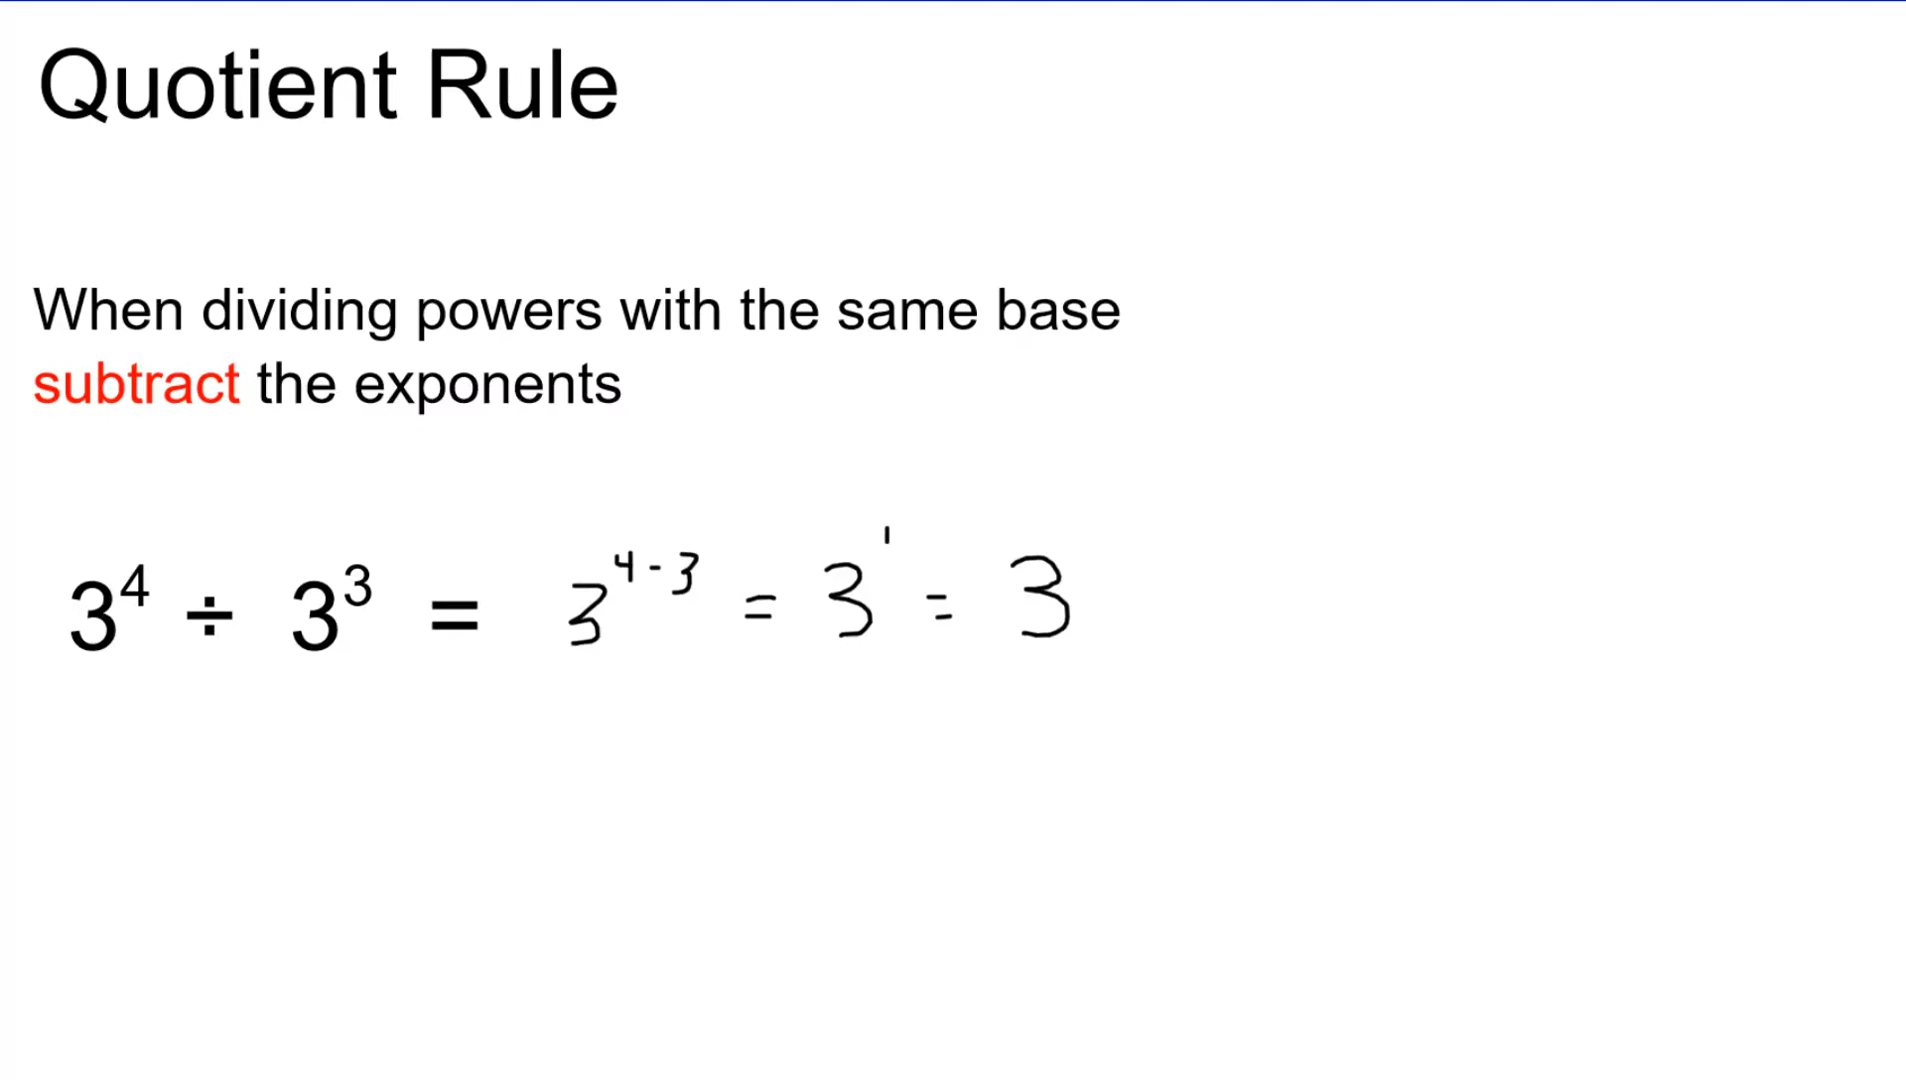 Quotient Rule
When dividing powers with the same base
subtract the exponents
3⁴ ÷ 3³ = 3⁴⁻³ = 3¹ = 3